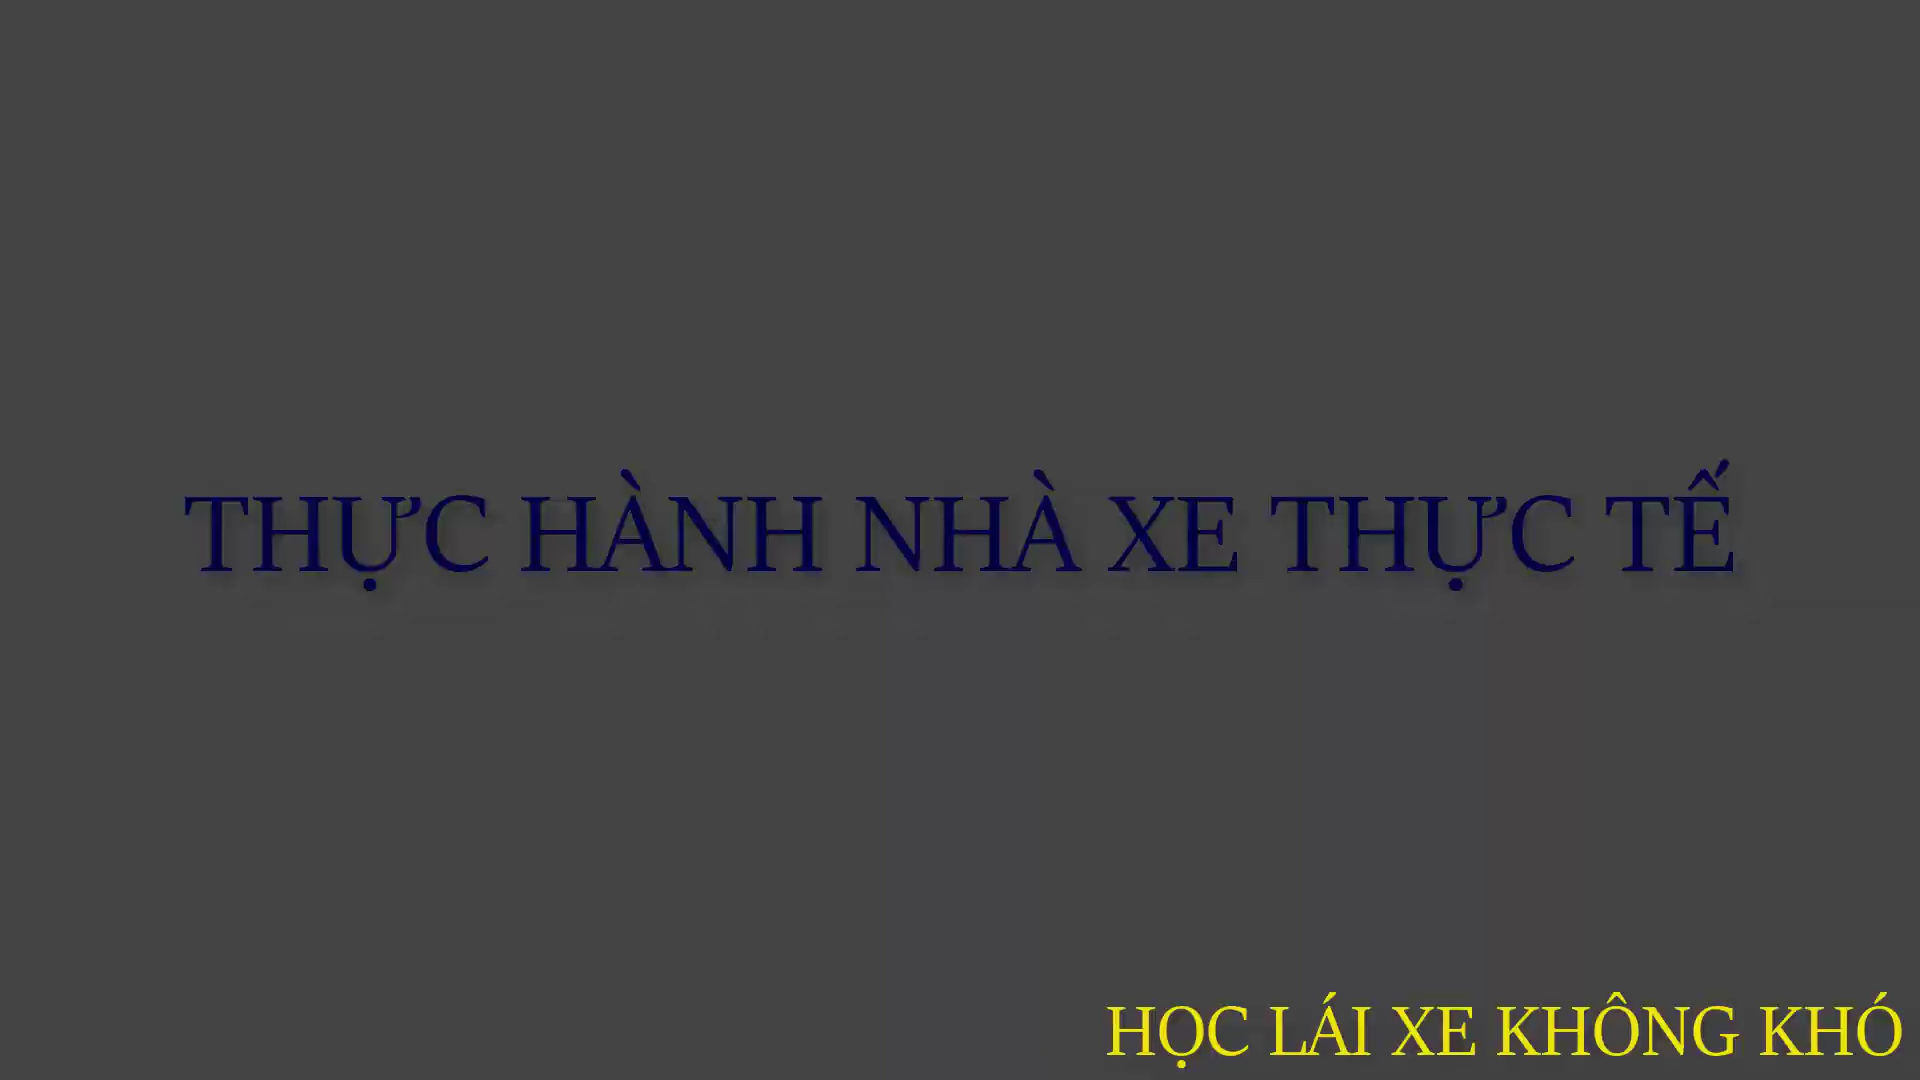 THỰC HÀNH NHÀ XE THỰC TẾ
HỌC LÁI XE KHÔNG KHÓ